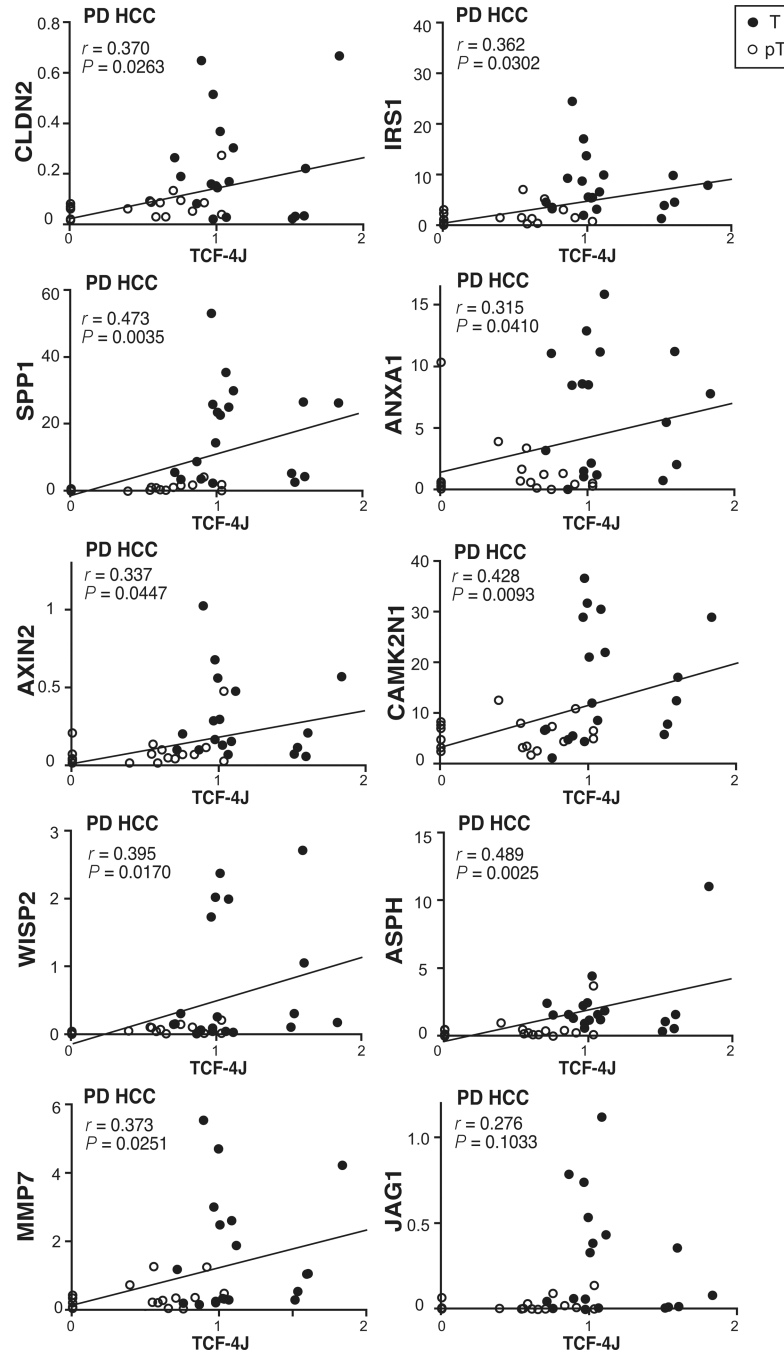 PD HCC
r = 0.370
P = 0.0263
CLDN2
0.8
0.6
0.4
0.2
0
0
1
2
TCF-4J
PD HCC
r = 0.362
P = 0.0302
IRS1
40
30
20
10
0
0
1
2
TCF-4J
T
pT
PD HCC
r = 0.473
P = 0.0035
SPP1
60
40
20
0
0
1
2
TCF-4J
PD HCC
r = 0.315
P = 0.0410
ANXA1
15
10
5
0
0
1
2
TCF-4J
PD HCC
r = 0.337
P = 0.0447
AXIN2
1
0.5
0
0
1
2
TCF-4J
PD HCC
r = 0.428
P = 0.0093
CAMK2N1
40
30
20
10
0
0
1
2
TCF-4J
PD HCC
r = 0.395
P = 0.0170
WISP2
3
2
1
0
0
1
2
TCF-4J
PD HCC
r = 0.489
P = 0.0025
ASPH
15
10
5
0
0
1
2
TCF-4J
PD HCC
r = 0.373
P = 0.0251
MMP7
6
4
2
0
0
1
2
TCF-4J
PD HCC
r = 0.276
P = 0.1033
JAG1
1.0
0.5
0
0
1
2
TCF-4J